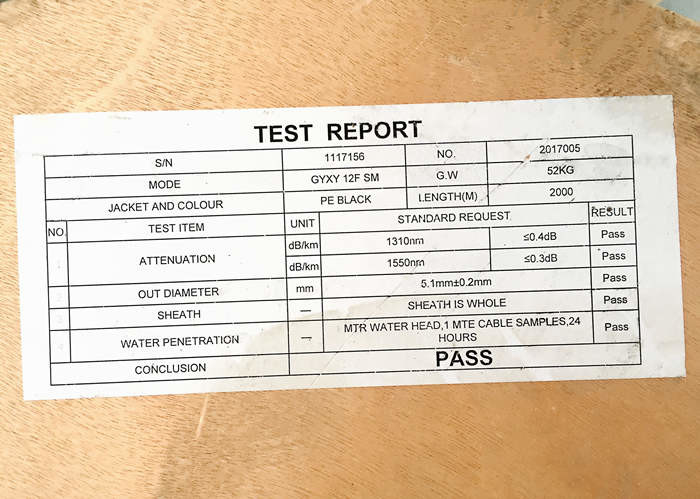 TEST REPORT
S/N 1117156 NO. 2017005
MODE GYXY 12F SM G.W 52KG
JACKET AND COLOUR PE BLACK LENGTH(M) 2000
NO. TEST ITEM UNIT STANDARD REQUEST RESULT
ATTENUATION dB/km 1310nm ≤0.4dB Pass
dB/km 1550nm ≤0.3dB Pass
OUT DIAMETER mm 5.1mm±0.2mm Pass
SHEATH — SHEATH IS WHOLE Pass
WATER PENETRATION — MTR WATER HEAD,1 MTE CABLE SAMPLES,24
HOURS Pass
CONCLUSION PASS